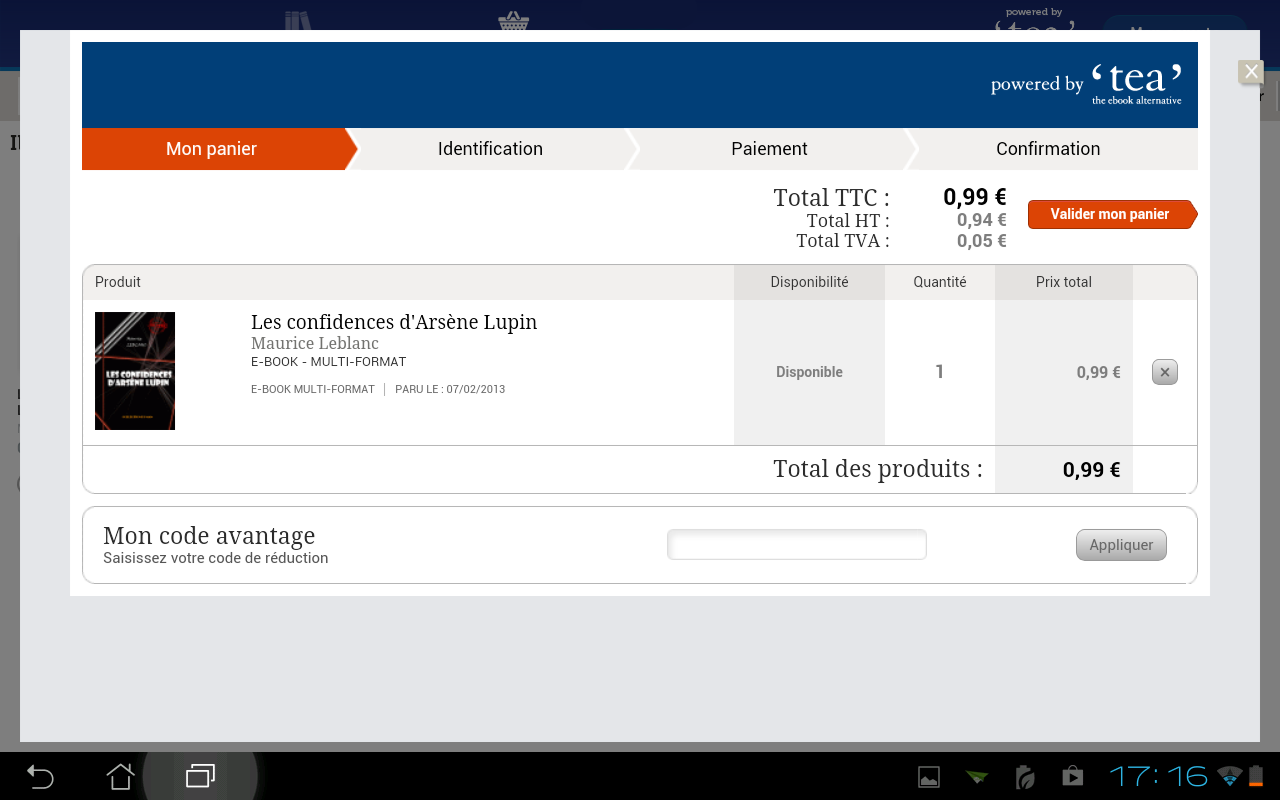 powered by
powered by ‘tea’
the ebook alternative
Mon panier
Identification
Paiement
Confirmation
Total TTC : 0,99 €
Total HT : 0,94 €
Total TVA : 0,05 €
Valider mon panier
Produit
Disponibilité
Quantité
Prix total
LES CONFIDENCES
D'ARSÈNE LUPIN
Les confidences d'Arsène Lupin
Maurice Leblanc
E-BOOK - MULTI-FORMAT
E-BOOK MULTI-FORMAT | PARU LE : 07/02/2013
Disponible
1
0,99 €
Total des produits : 0,99 €
Mon code avantage
Saisissez votre code de réduction
Appliquer
17:16